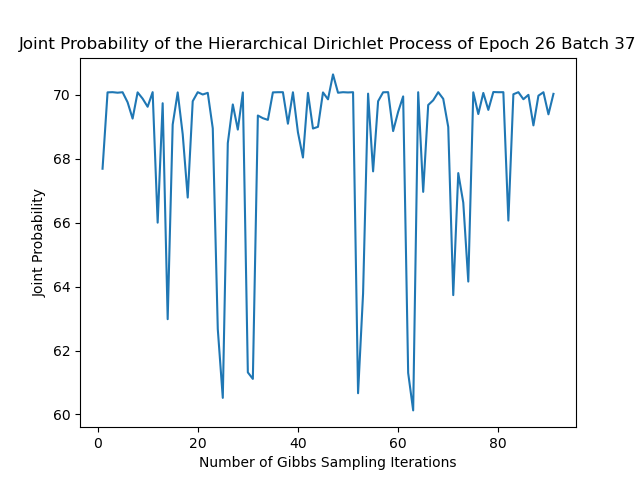 Joint Probability of the Hierarchical Dirichlet Process of Epoch 26 Batch 37
70
68
66
64
62
60
Joint Probability
0 20 40 60 80
Number of Gibbs Sampling Iterations